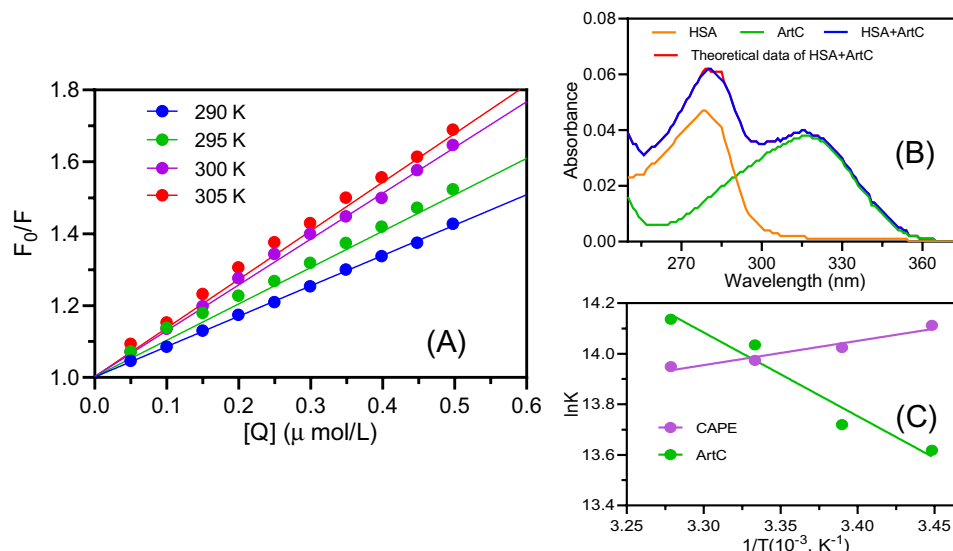 1.8
1.6
1.4
1.2
1.0
F₀/F
290 K
295 K
300 K
305 K
(A)
0.0 0.1 0.2 0.3 0.4 0.5 0.6
[Q] (μ mol/L)
HSA ArtC HSA+ArtC
Theoretical data of HSA+ArtC
0.08
0.06
0.04
0.02
0.00
Absorbance
(B)
270 300 330 360
Wavelength (nm)
14.2
14.0
13.8
13.6
13.4
lnK
CAPE
ArtC
(C)
3.25 3.30 3.35 3.40 3.45
1/T(10⁻³, K⁻¹)